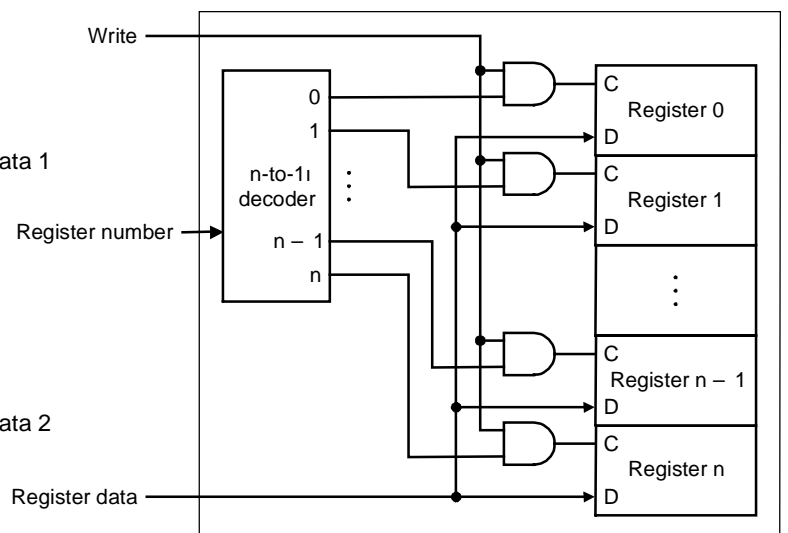 Write
0
1
n-to-1
decoder
n – 1
n
Register number
Register data
ata 1
ata 2
C
Register 0
D
C
Register 1
D
C
Register n – 1
D
C
Register n
D